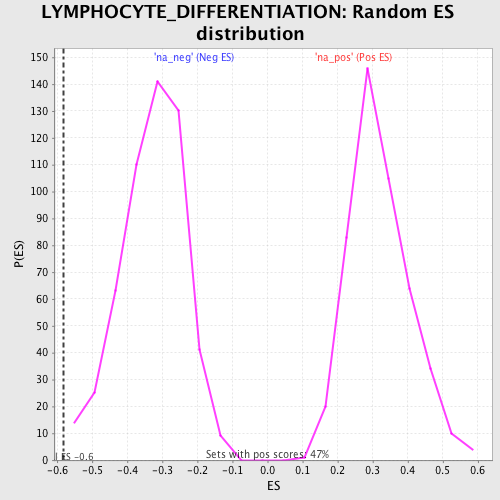 LYMPHOCYTE_DIFFERENTIATION: Random ES
distribution
'na_neg' (Neg ES) 'na_pos' (Pos ES)
150
140
130
120
110
100
90
80
70
60
50
40
30
20
10
0
P(ES)
ES -0.6
Sets with pos scores: 47%
-0.6 -0.5 -0.4 -0.3 -0.2 -0.1 0.0 0.1 0.2 0.3 0.4 0.5 0.6
ES